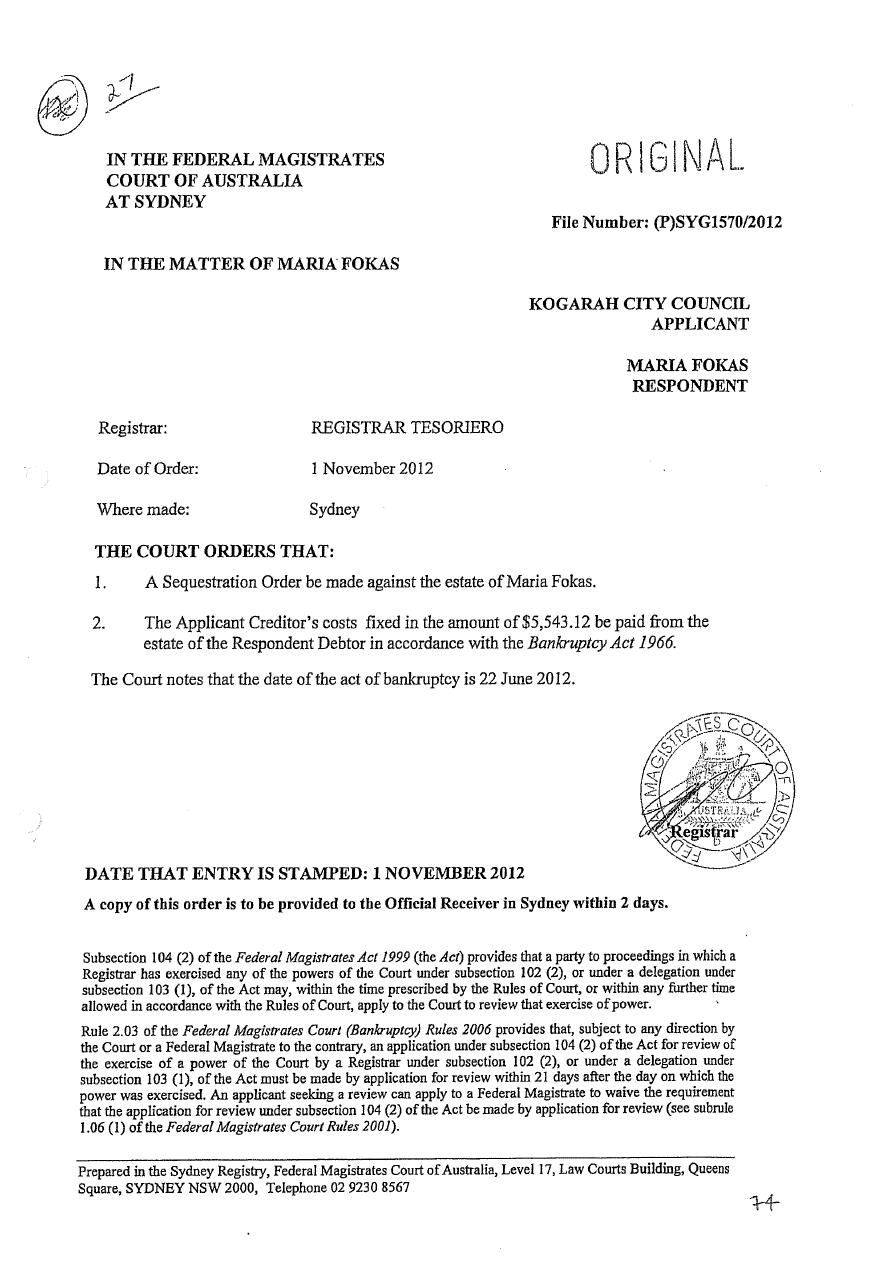 27
IN THE FEDERAL MAGISTRATES
COURT OF AUSTRALIA
AT SYDNEY
ORIGINAL
File Number: (P)SYG1570/2012
IN THE MATTER OF MARIA FOKAS
KOGARAH CITY COUNCIL
APPLICANT
MARIA FOKAS
RESPONDENT
Registrar: REGISTRAR TESORIERO
Date of Order: 1 November 2012
Where made: Sydney
THE COURT ORDERS THAT:
1. A Sequestration Order be made against the estate of Maria Fokas.
2. The Applicant Creditor's costs fixed in the amount of $5,543.12 be paid from the
estate of the Respondent Debtor in accordance with the Bankruptcy Act 1966.
The Court notes that the date of the act of bankruptcy is 22 June 2012.
FEDERAL MAGISTRATES COURT OF AUSTRALIA
AUSTRALIA
Registrar
DATE THAT ENTRY IS STAMPED: 1 NOVEMBER 2012
A copy of this order is to be provided to the Official Receiver in Sydney within 2 days.
Subsection 104 (2) of the Federal Magistrates Act 1999 (the Act) provides that a party to proceedings in which a
Registrar has exercised any of the powers of the Court under subsection 102 (2), or under a delegation under
subsection 103 (1), of the Act may, within the time prescribed by the Rules of Court, or within any further time
allowed in accordance with the Rules of Court, apply to the Court to review that exercise of power.
Rule 2.03 of the Federal Magistrates Court (Bankruptcy) Rules 2006 provides that, subject to any direction by
the Court or a Federal Magistrate to the contrary, an application under subsection 104 (2) of the Act for review of
the exercise of a power of the Court by a Registrar under subsection 102 (2), or under a delegation under
subsection 103 (1), of the Act must be made by application for review within 21 days after the day on which the
power was exercised. An applicant seeking a review can apply to a Federal Magistrate to waive the requirement
that the application for review under subsection 104 (2) of the Act be made by application for review (see subrule
1.06 (1) of the Federal Magistrates Court Rules 2001).
Prepared in the Sydney Registry, Federal Magistrates Court of Australia, Level 17, Law Courts Building, Queens
Square, SYDNEY NSW 2000, Telephone 02 9230 8567
74